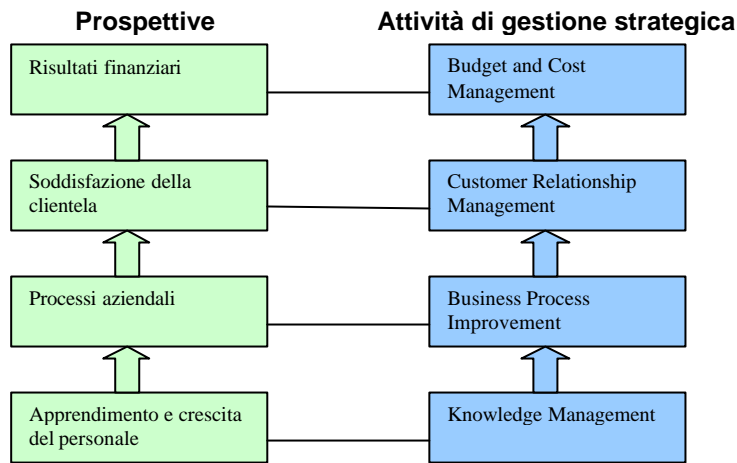 Prospettive
Attività di gestione strategica
Risultati finanziari
Budget and Cost
Management
Soddisfazione della
clientela
Customer Relationship
Management
Processi aziendali
Business Process
Improvement
Apprendimento e crescita
del personale
Knowledge Management